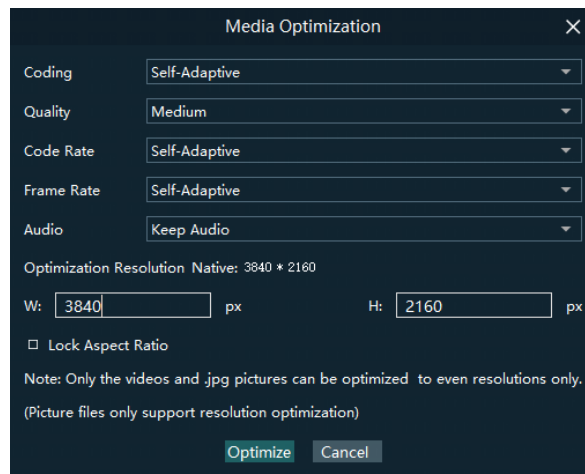 Media Optimization
Coding Self-Adaptive
Quality Medium
Code Rate Self-Adaptive
Frame Rate Self-Adaptive
Audio Keep Audio
Optimization Resolution Native: 3840 * 2160
W: 3840 px H: 2160 px
Lock Aspect Ratio
Note: Only the videos and .jpg pictures can be optimized to even resolutions only.
(Picture files only support resolution optimization)
Optimize Cancel